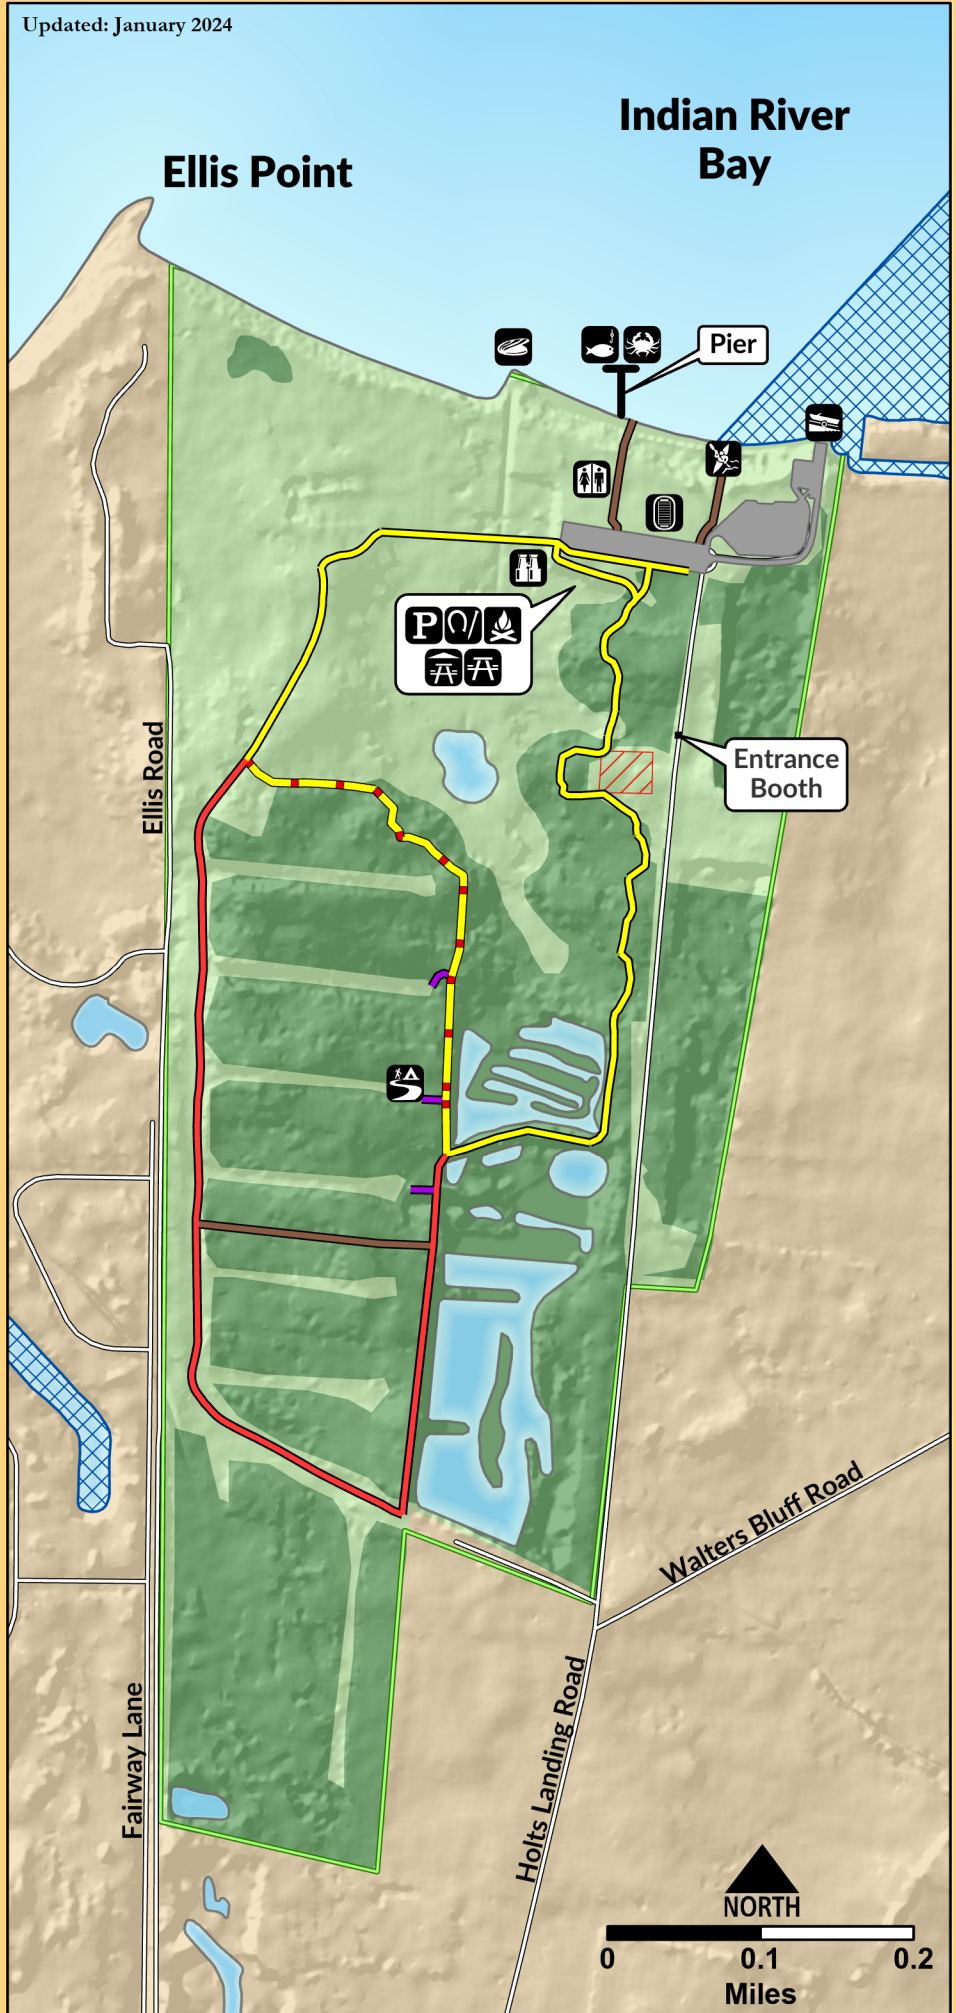 Updated: January 2024
Indian River
Bay
Ellis Point
Pier
P
Entrance
Booth
Ellis Road
Walters Bluff Road
Holts Landing Road
Fairway Lane
NORTH
0 0.1 0.2
Miles